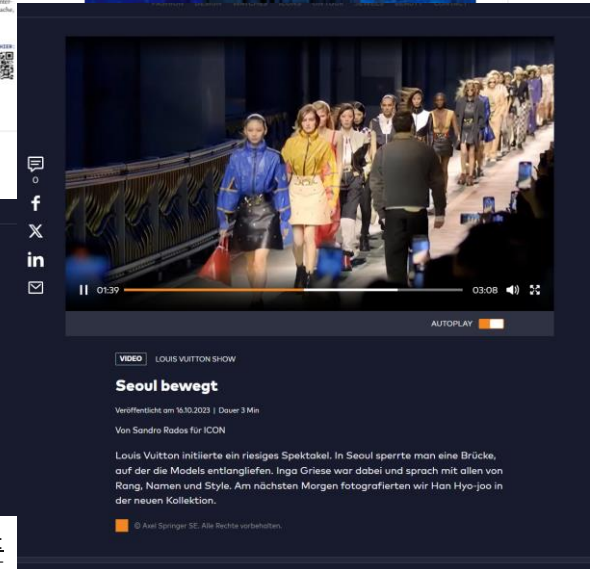 0
01:39
03:08
AUTOPLAY
VIDEO LOUIS VUITTON SHOW
Seoul bewegt
Veröffentlicht am 16.10.2023 | Dauer 3 Min
Von Sandro Rados für ICON
Louis Vuitton initiierte ein riesiges Spektakel. In Seoul sperrte man eine Brücke,
auf der die Models entlangliefen. Inga Griese war dabei und sprach mit allen von
Rang, Namen und Style. Am nächsten Morgen fotografierten wir Han Hyo-joo in
der neuen Kollektion.
© Axel Springer SE. Alle Rechte vorbehalten.